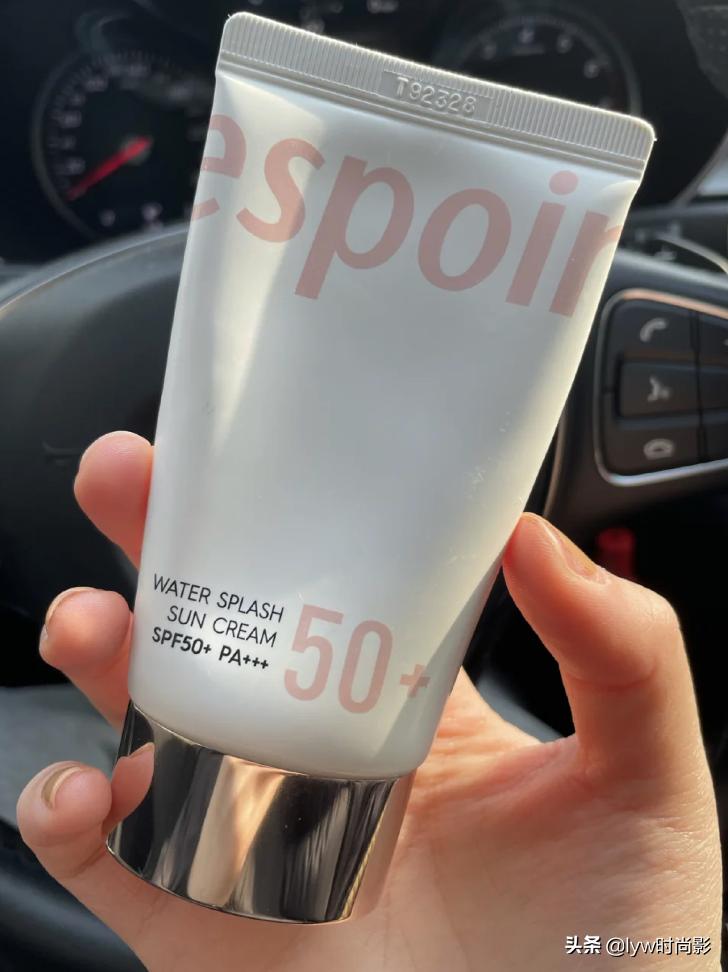 T92328
espoir
WATER SPLASH
SUN CREAM
SPF50+ PA+++
50+
头条 @lyw时尚影